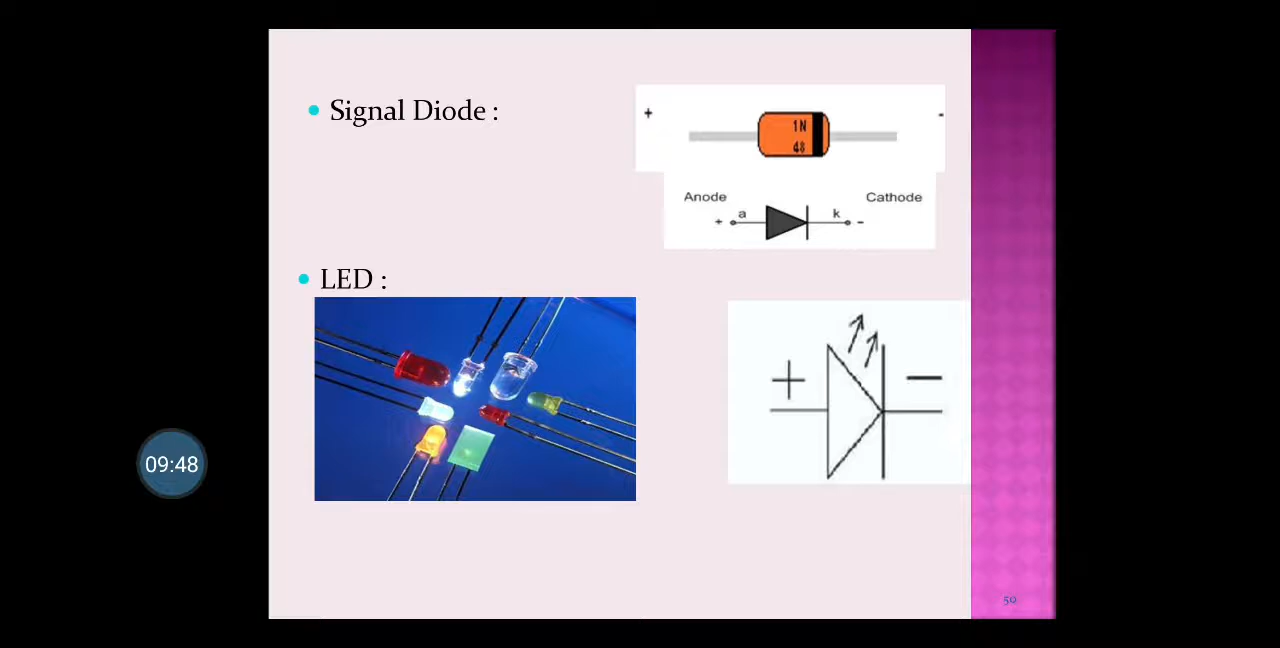 Signal Diode :
+ -
1N
48
Anode Cathode
+ a k -
LED :
+ -
09:48
50